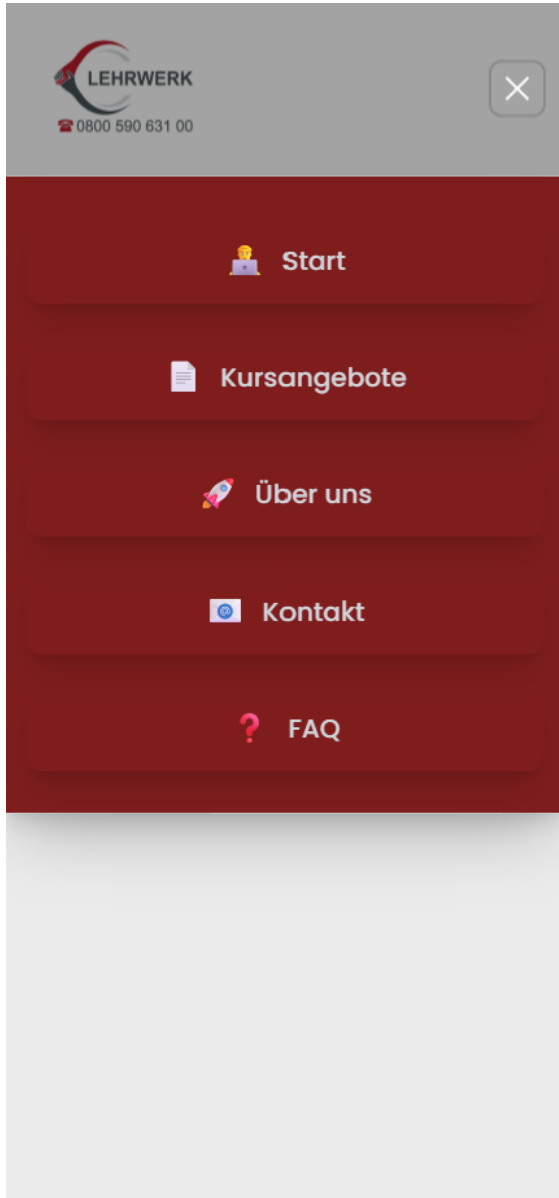 LEHRWERK
☎ 0800 590 631 00
Start
Kursangebote
Über uns
Kontakt
FAQ